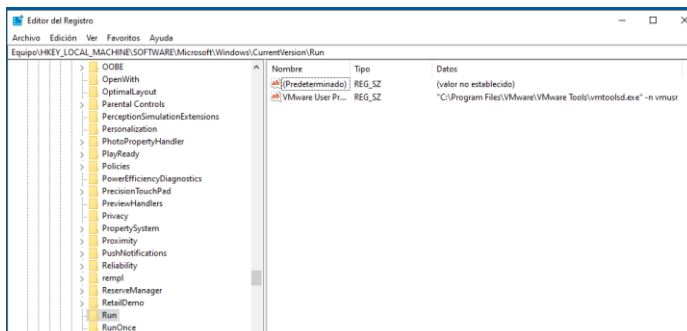 Editor del Registro
Archivo Edición Ver Favoritos Ayuda
Equipo\HKEY_LOCAL_MACHINE\SOFTWARE\Microsoft\Windows\CurrentVersion\Run
OOBE
OpenWith
OptimalLayout
Parental Controls
PerceptionSimulationExtensions
Personalization
PhotoPropertyHandler
PlayReady
Policies
PowerEfficiencyDiagnostics
PrecisionTouchPad
PreviewHandlers
Privacy
PropertySystem
Proximity
PushNotifications
Reliability
rempl
ReserveManager
RetailDemo
Run
RunOnce
Nombre Tipo Datos
(Predeterminado) REG_SZ (valor no establecido)
VMware User Pr... REG_SZ "C:\Program Files\VMware\VMware Tools\vmtoolsd.exe" -n vmusr